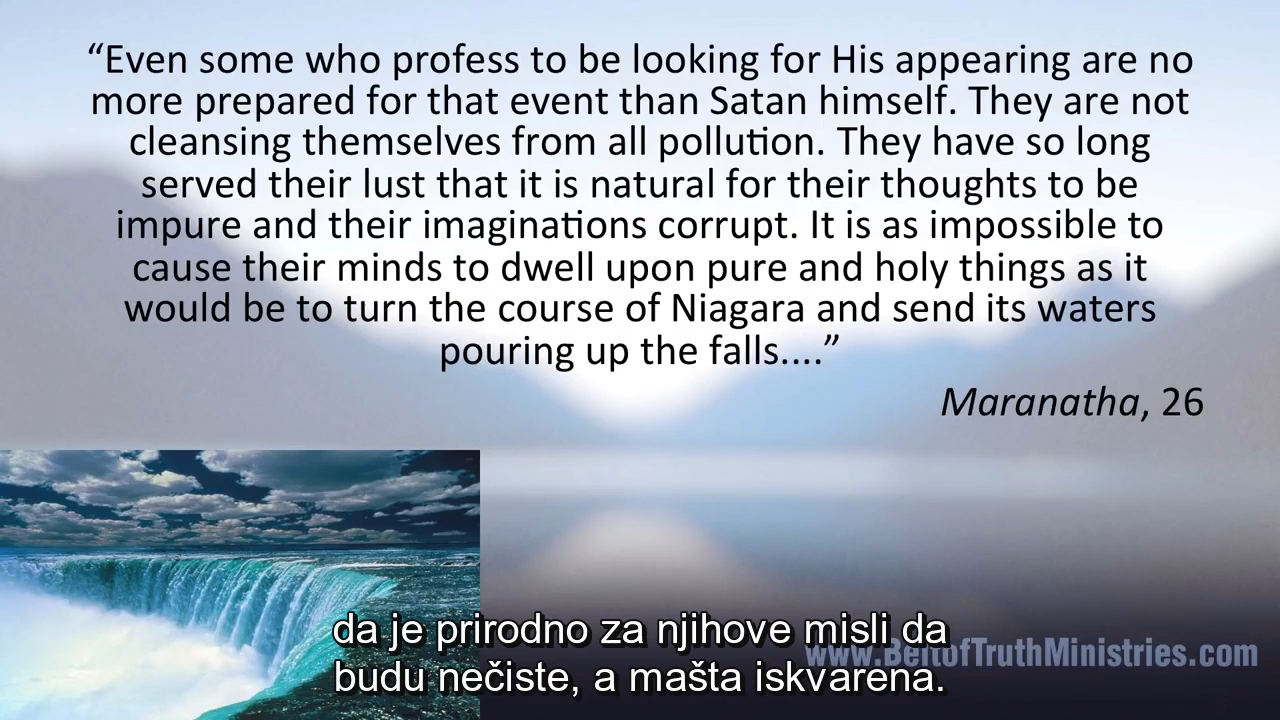 “Even some who profess to be looking for His appearing are no
more prepared for that event than Satan himself. They are not
cleansing themselves from all pollution. They have so long
served their lust that it is natural for their thoughts to be
impure and their imaginations corrupt. It is as impossible to
cause their minds to dwell upon pure and holy things as it
would be to turn the course of Niagara and send its waters
pouring up the falls....”
Maranatha, 26
da je prirodno za njihove misli da
www.BeltofTruthMinistries.com
budu nečiste, a mašta iskvarena.